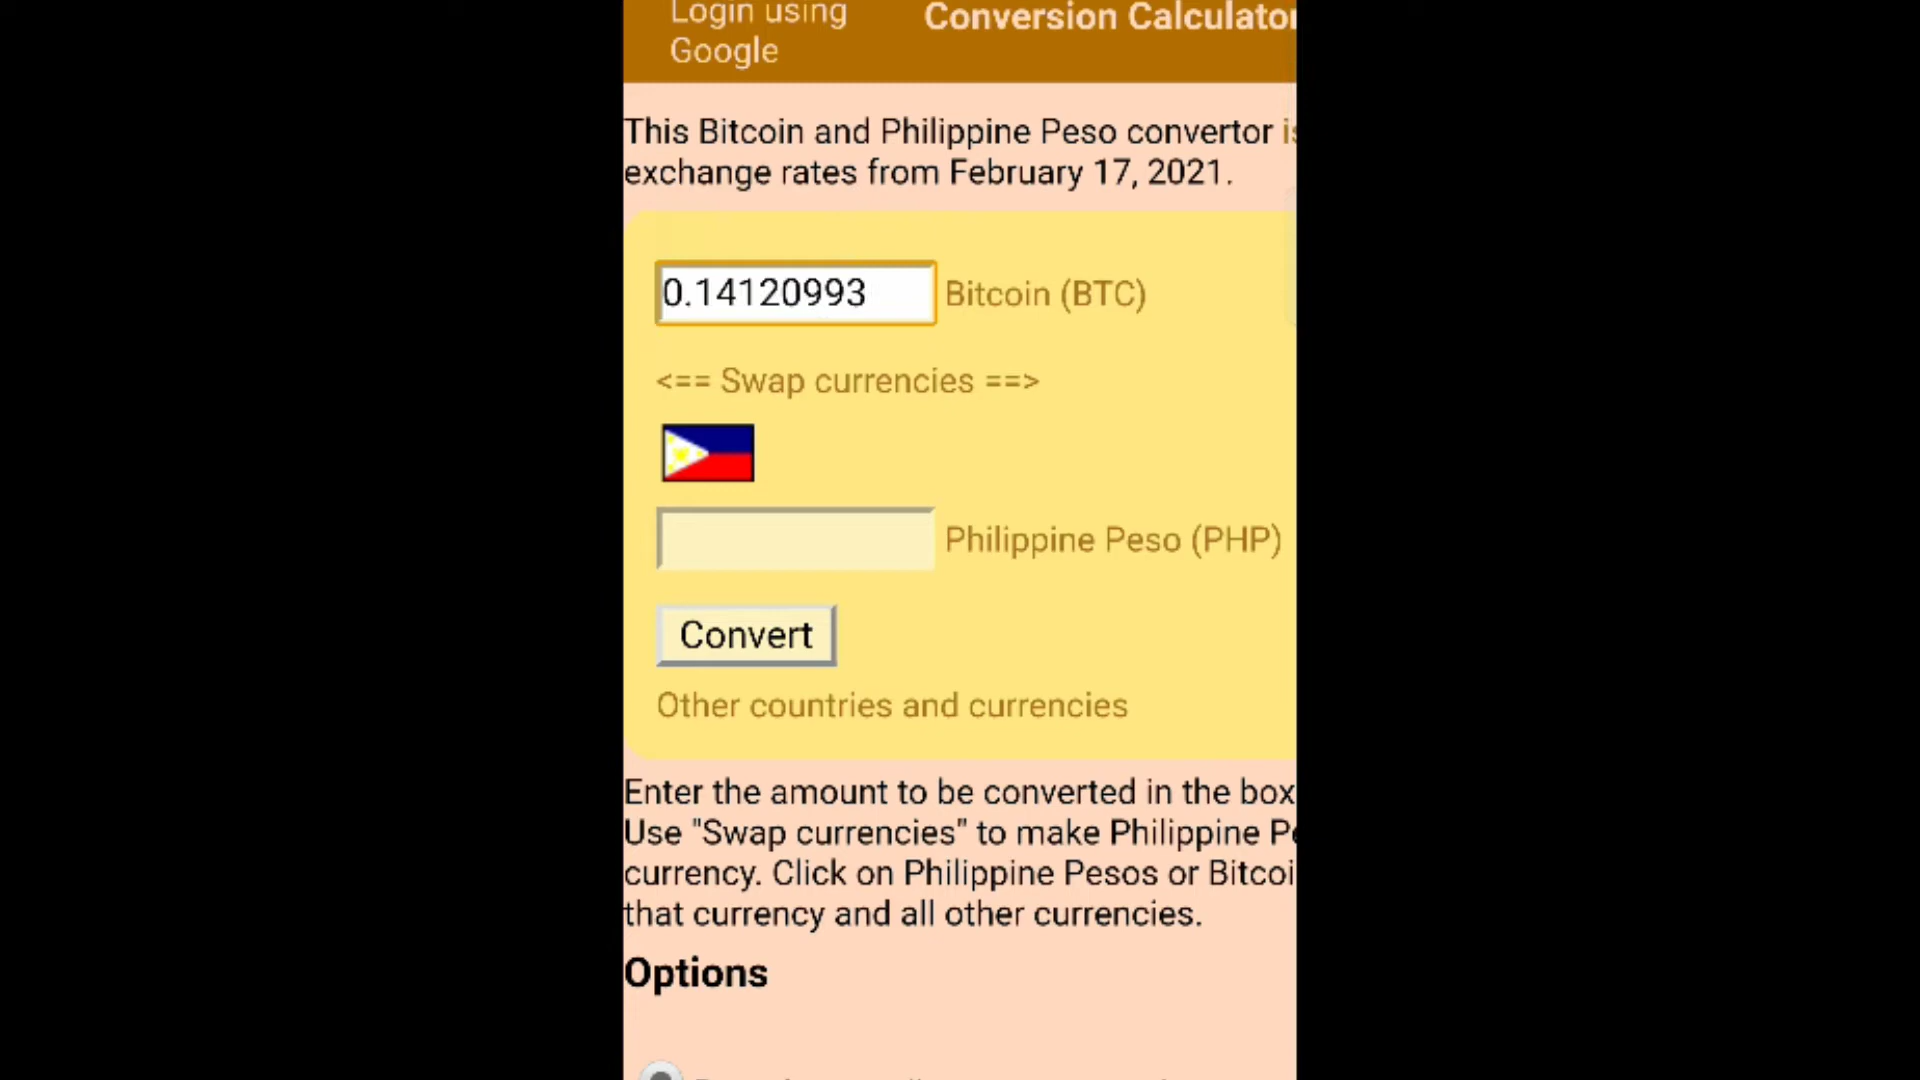 Login using
Google
Conversion Calculator
This Bitcoin and Philippine Peso convertor is
exchange rates from February 17, 2021.
0.14120993 Bitcoin (BTC)
<== Swap currencies ==>
Philippine Peso (PHP)
Convert
Other countries and currencies
Enter the amount to be converted in the box
Use "Swap currencies" to make Philippine Pe
currency. Click on Philippine Pesos or Bitcoi
that currency and all other currencies.
Options